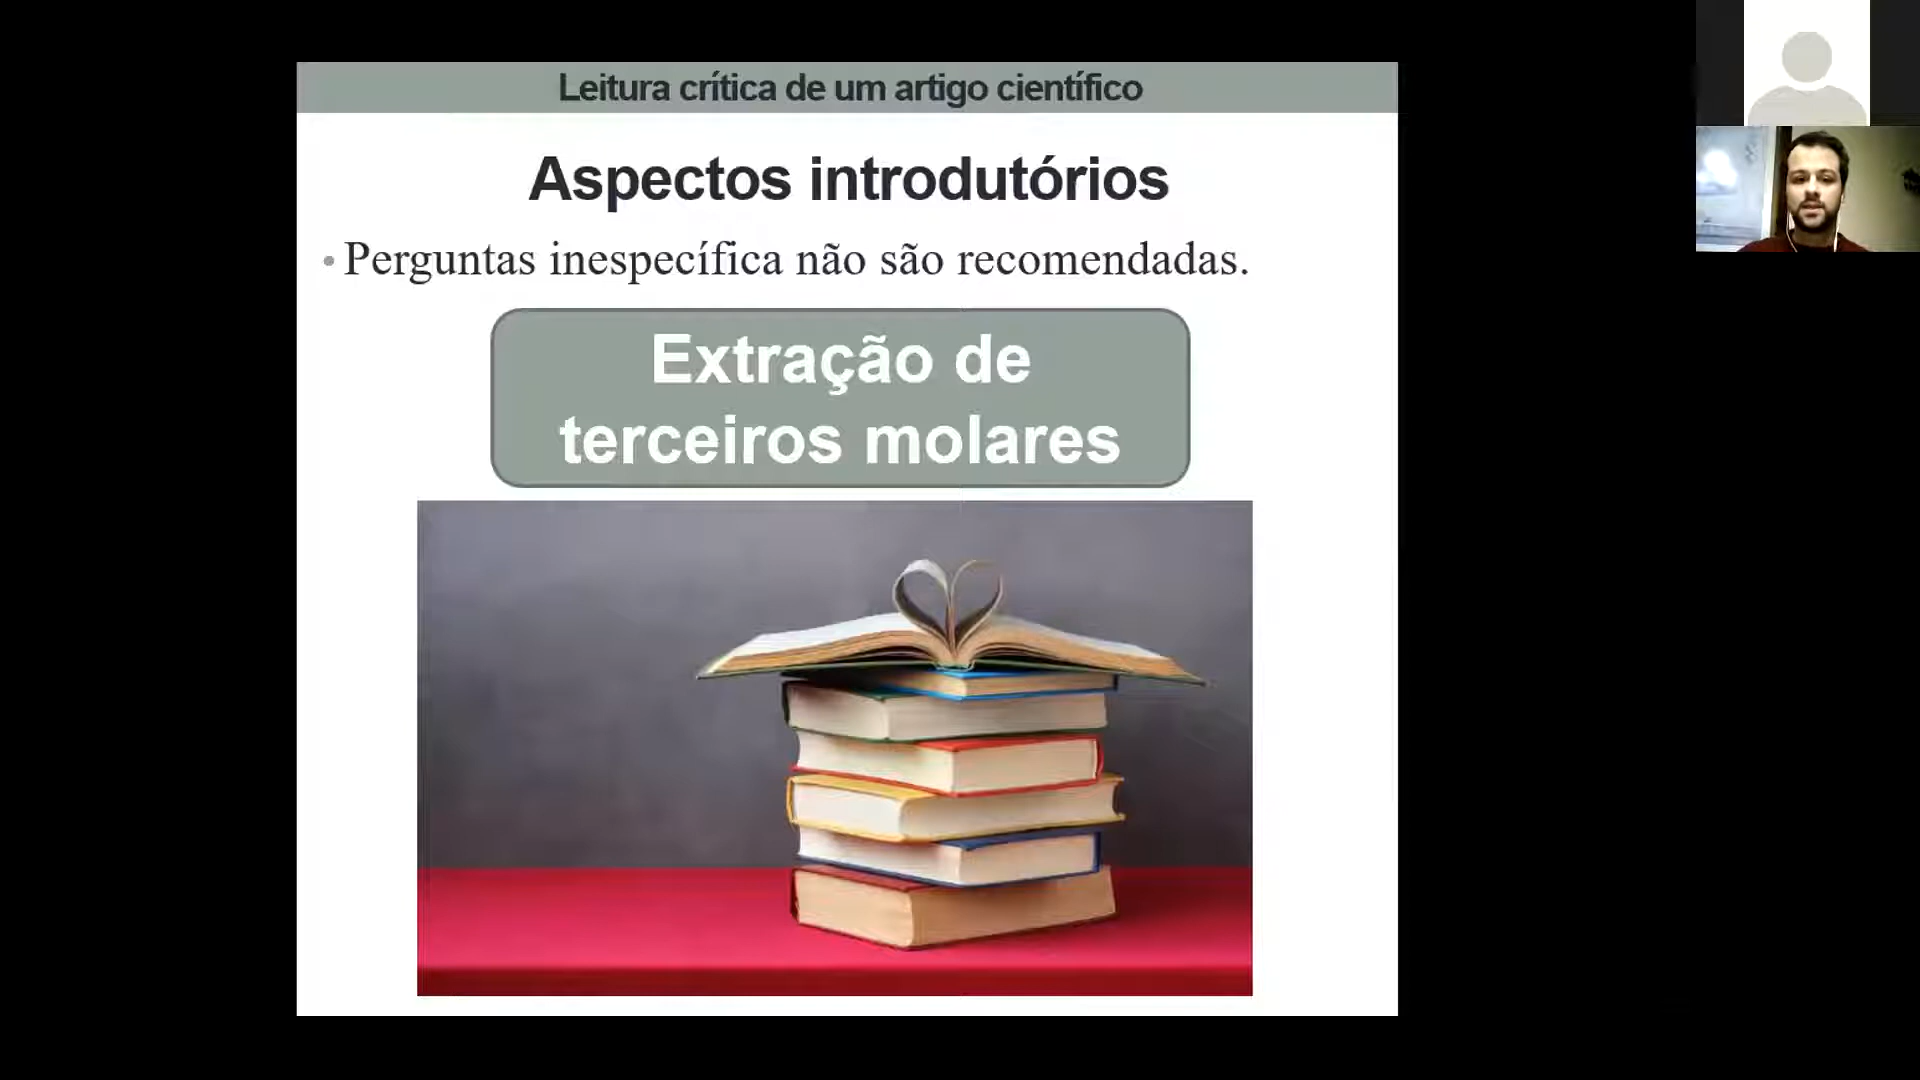 Leitura crítica de um artigo científico
Aspectos introdutórios
• Perguntas inespecífica não são recomendadas.
Extração de
terceiros molares